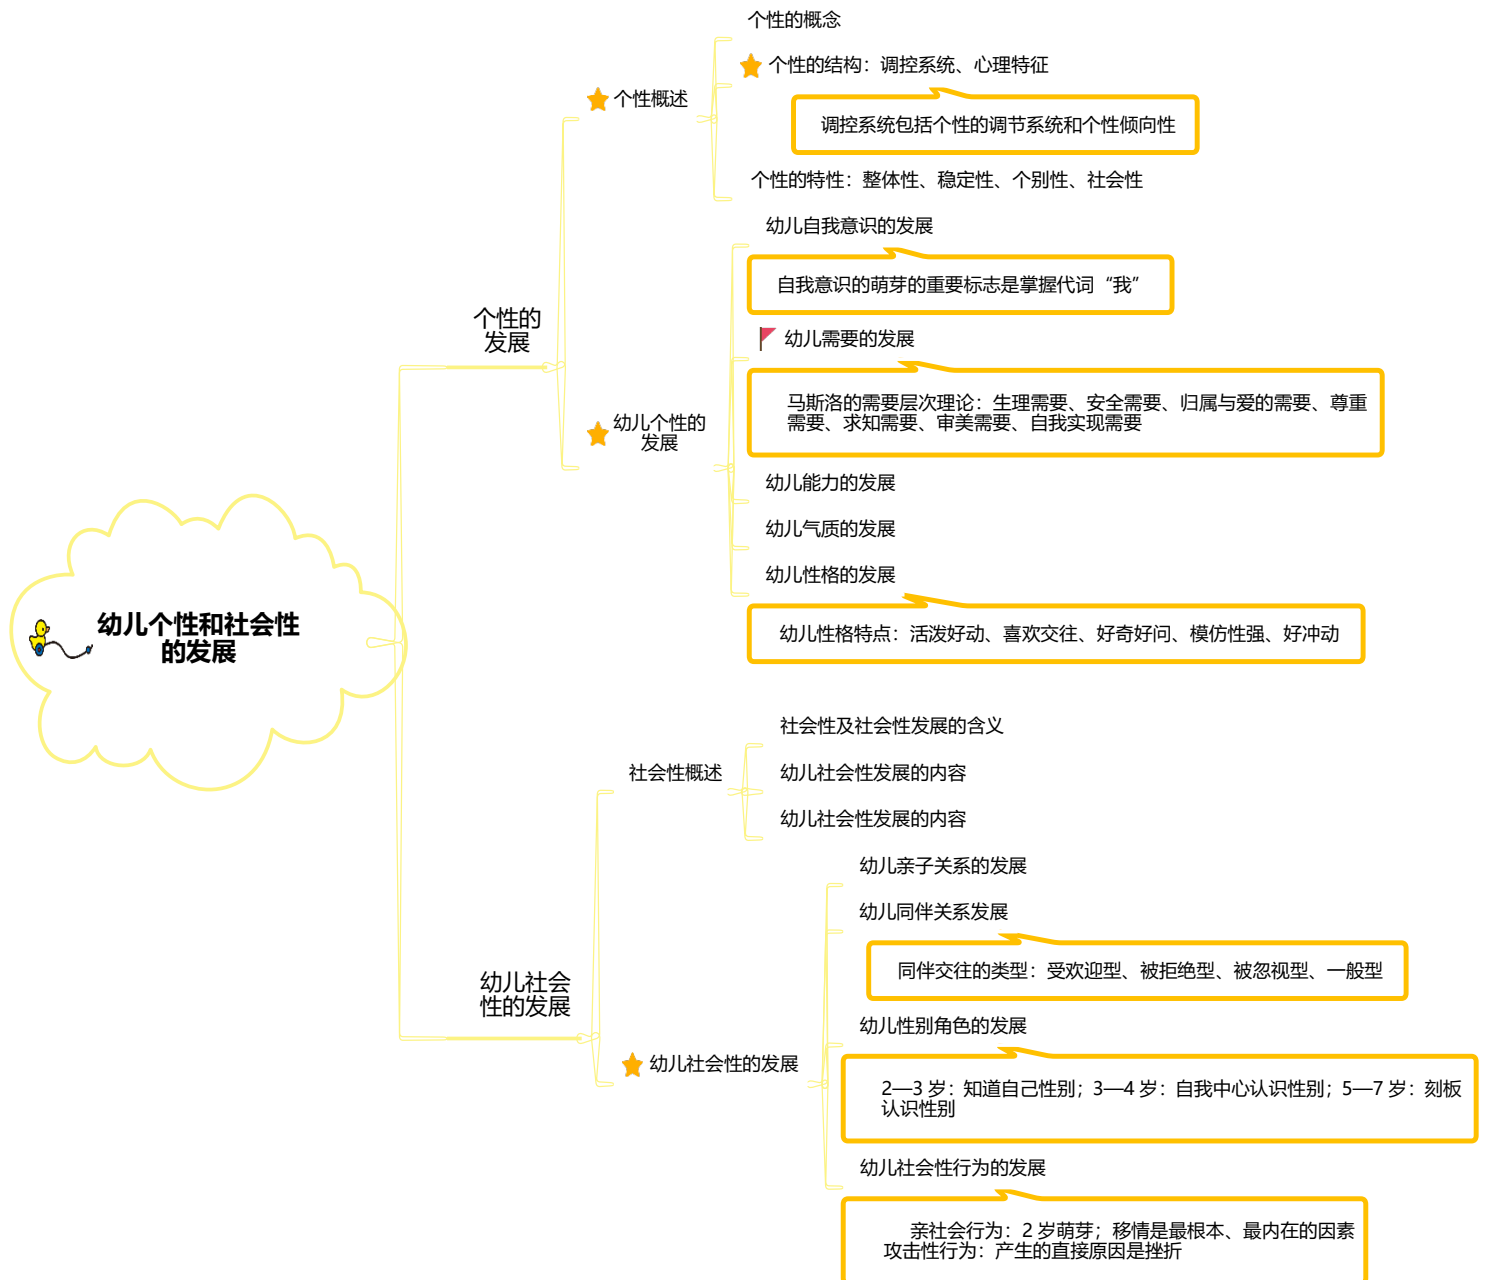 幼儿个性和社会性
的发展
个性的
发展
个性概述
个性的概念
个性的结构：调控系统、心理特征
调控系统包括个性的调节系统和个性倾向性
个性的特性：整体性、稳定性、个别性、社会性
幼儿个性的
发展
幼儿自我意识的发展
自我意识的萌芽的重要标志是掌握代词“我”
幼儿需要的发展
马斯洛的需要层次理论：生理需要、安全需要、归属与爱的需要、尊重
需要、求知需要、审美需要、自我实现需要
幼儿能力的发展
幼儿气质的发展
幼儿性格的发展
幼儿性格特点：活泼好动、喜欢交往、好奇好问、模仿性强、好冲动
幼儿社会
性的发展
社会性概述
社会性及社会性发展的含义
幼儿社会性发展的内容
幼儿社会性发展的内容
幼儿社会性的发展
幼儿亲子关系的发展
幼儿同伴关系发展
同伴交往的类型：受欢迎型、被拒绝型、被忽视型、一般型
幼儿性别角色的发展
2—3 岁：知道自己性别；3—4 岁：自我中心认识性别；5—7 岁：刻板
认识性别
幼儿社会性行为的发展
亲社会行为：2 岁萌芽；移情是最根本、最内在的因素
攻击性行为：产生的直接原因是挫折